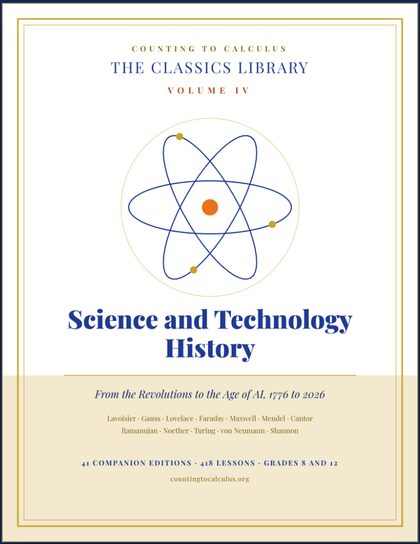 COUNTING TO CALCULUS
THE CLASSICS LIBRARY
VOLUME IV
Science and Technology
History
From the Revolutions to the Age of AI, 1776 to 2026
Lavoisier · Gauss · Lovelace · Faraday · Maxwell · Mendel · Cantor
Ramanujan · Noether · Turing · von Neumann · Shannon
41 COMPANION EDITIONS · 418 LESSONS · GRADES 8 AND 12
countingtocalculus.org